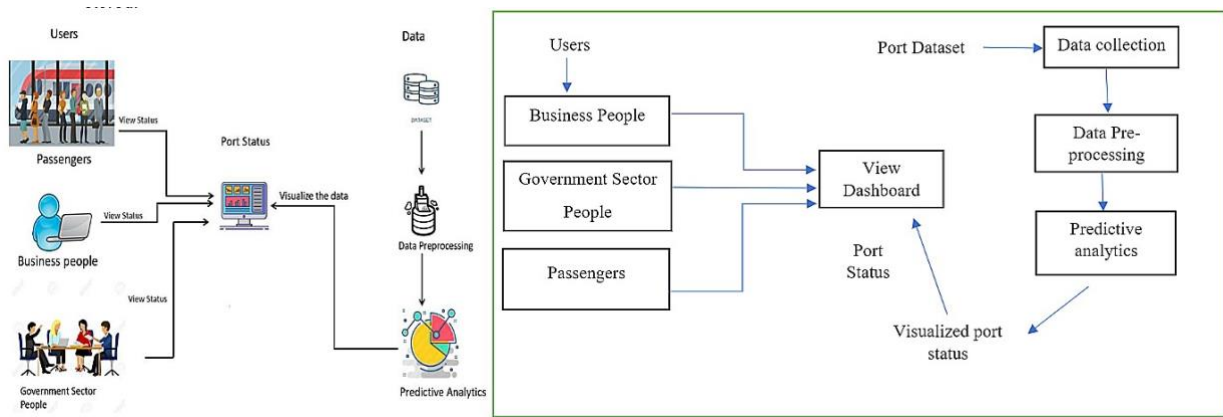 Users
Data
View Status
Passengers
Port Status
DATASET
Visualize the data
View Status
Business people
Data Preprocessing
View Status
Government Sector
People
Predictive Analytics
Users
Port Dataset
Data collection
Business People
Data Pre-
processing
Government Sector
People
View
Dashboard
Predictive
analytics
Passengers
Port
Status
Visualized port
status